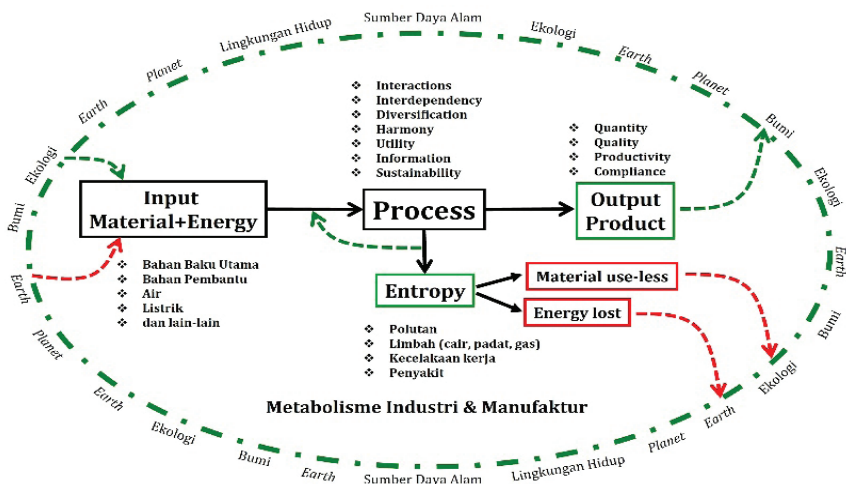 Sumber Daya Alam
Lingkungan Hidup
Ekologi
Planet
Earth
Earth
Planet
Bumi
Ekologi
Bumi
Ekologi
Earth
Earth
Bumi
Planet
Ekologi
Earth
Earth
Planet
Ekologi
Bumi
Earth
Sumber Daya Alam
Lingkungan Hidup
❖ Interactions
❖ Interdependency
❖ Diversification
❖ Harmony
❖ Utility
❖ Information
❖ Sustainability
❖ Quantity
❖ Quality
❖ Productivity
❖ Compliance
Input
Material+Energy
Process
Output
Product
❖ Bahan Baku Utama
❖ Bahan Pembantu
❖ Air
❖ Listrik
❖ dan lain-lain
Entropy
Material use-less
Energy lost
❖ Polutan
❖ Limbah (cair, padat, gas)
❖ Kecelakaan kerja
❖ Penyakit
Metabolisme Industri & Manufaktur